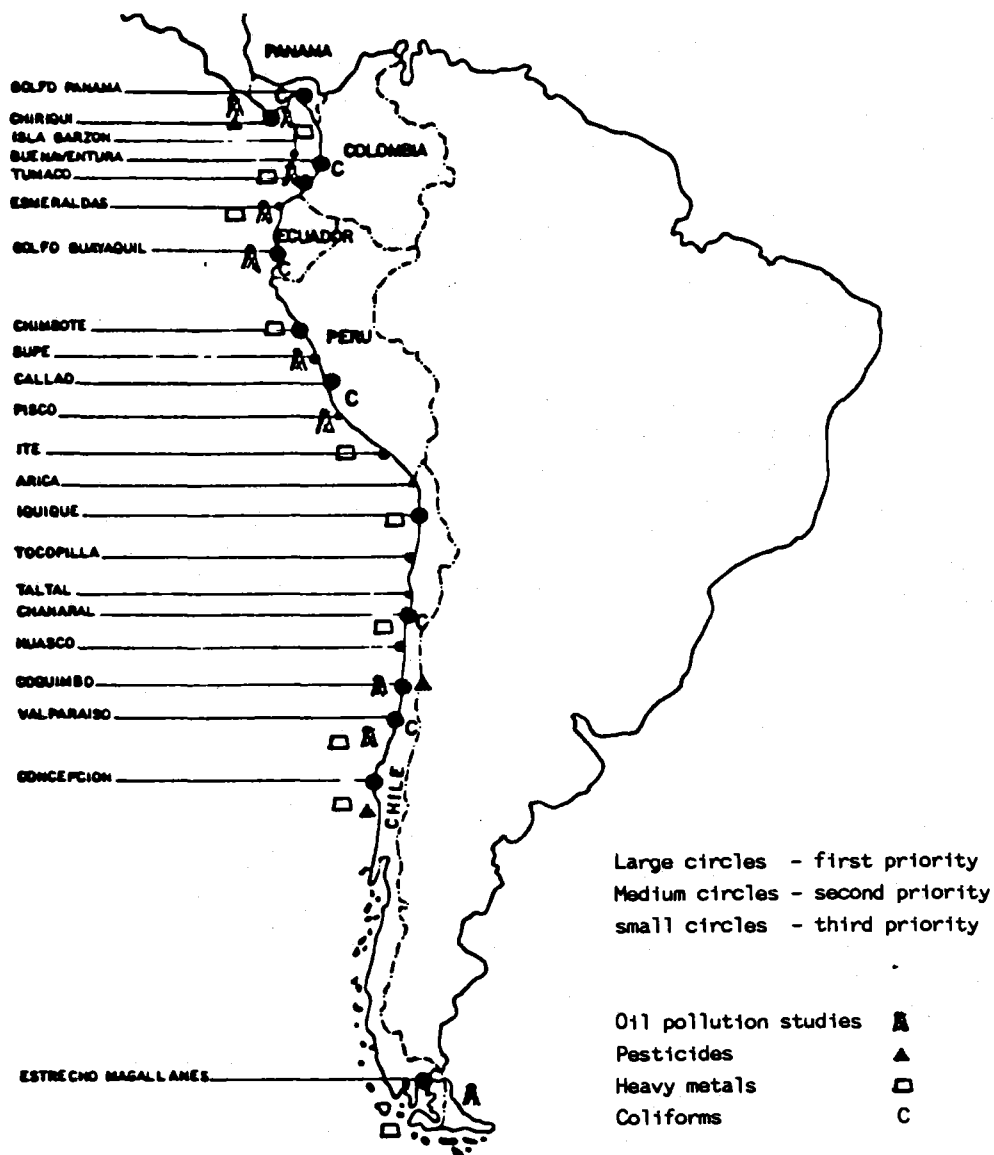 PANAMA
GOLFO PANAMA
CHIRIQUI
ISLA GARZON
BUENAVENTURA
COLOMBIA
C
TUMACO
ESMERALDAS
ECUADOR
GOLFO GUAYAQUIL
C
CHIMBOTE
PERU
SUPE
CALLAO
C
PISCO
ITE
ARICA
IQUIQUE
TOCOPILLA
TALTAL
CHANARAL
C
HUASCO
COQUIMBO
VALPARAISO
C
CONCEPCION
CHILE
Large circles - first priority
Medium circles - second priority
small circles - third priority
Oil pollution studies
Pesticides
Heavy metals
Coliforms C
ESTRECHO MAGALLANES
C